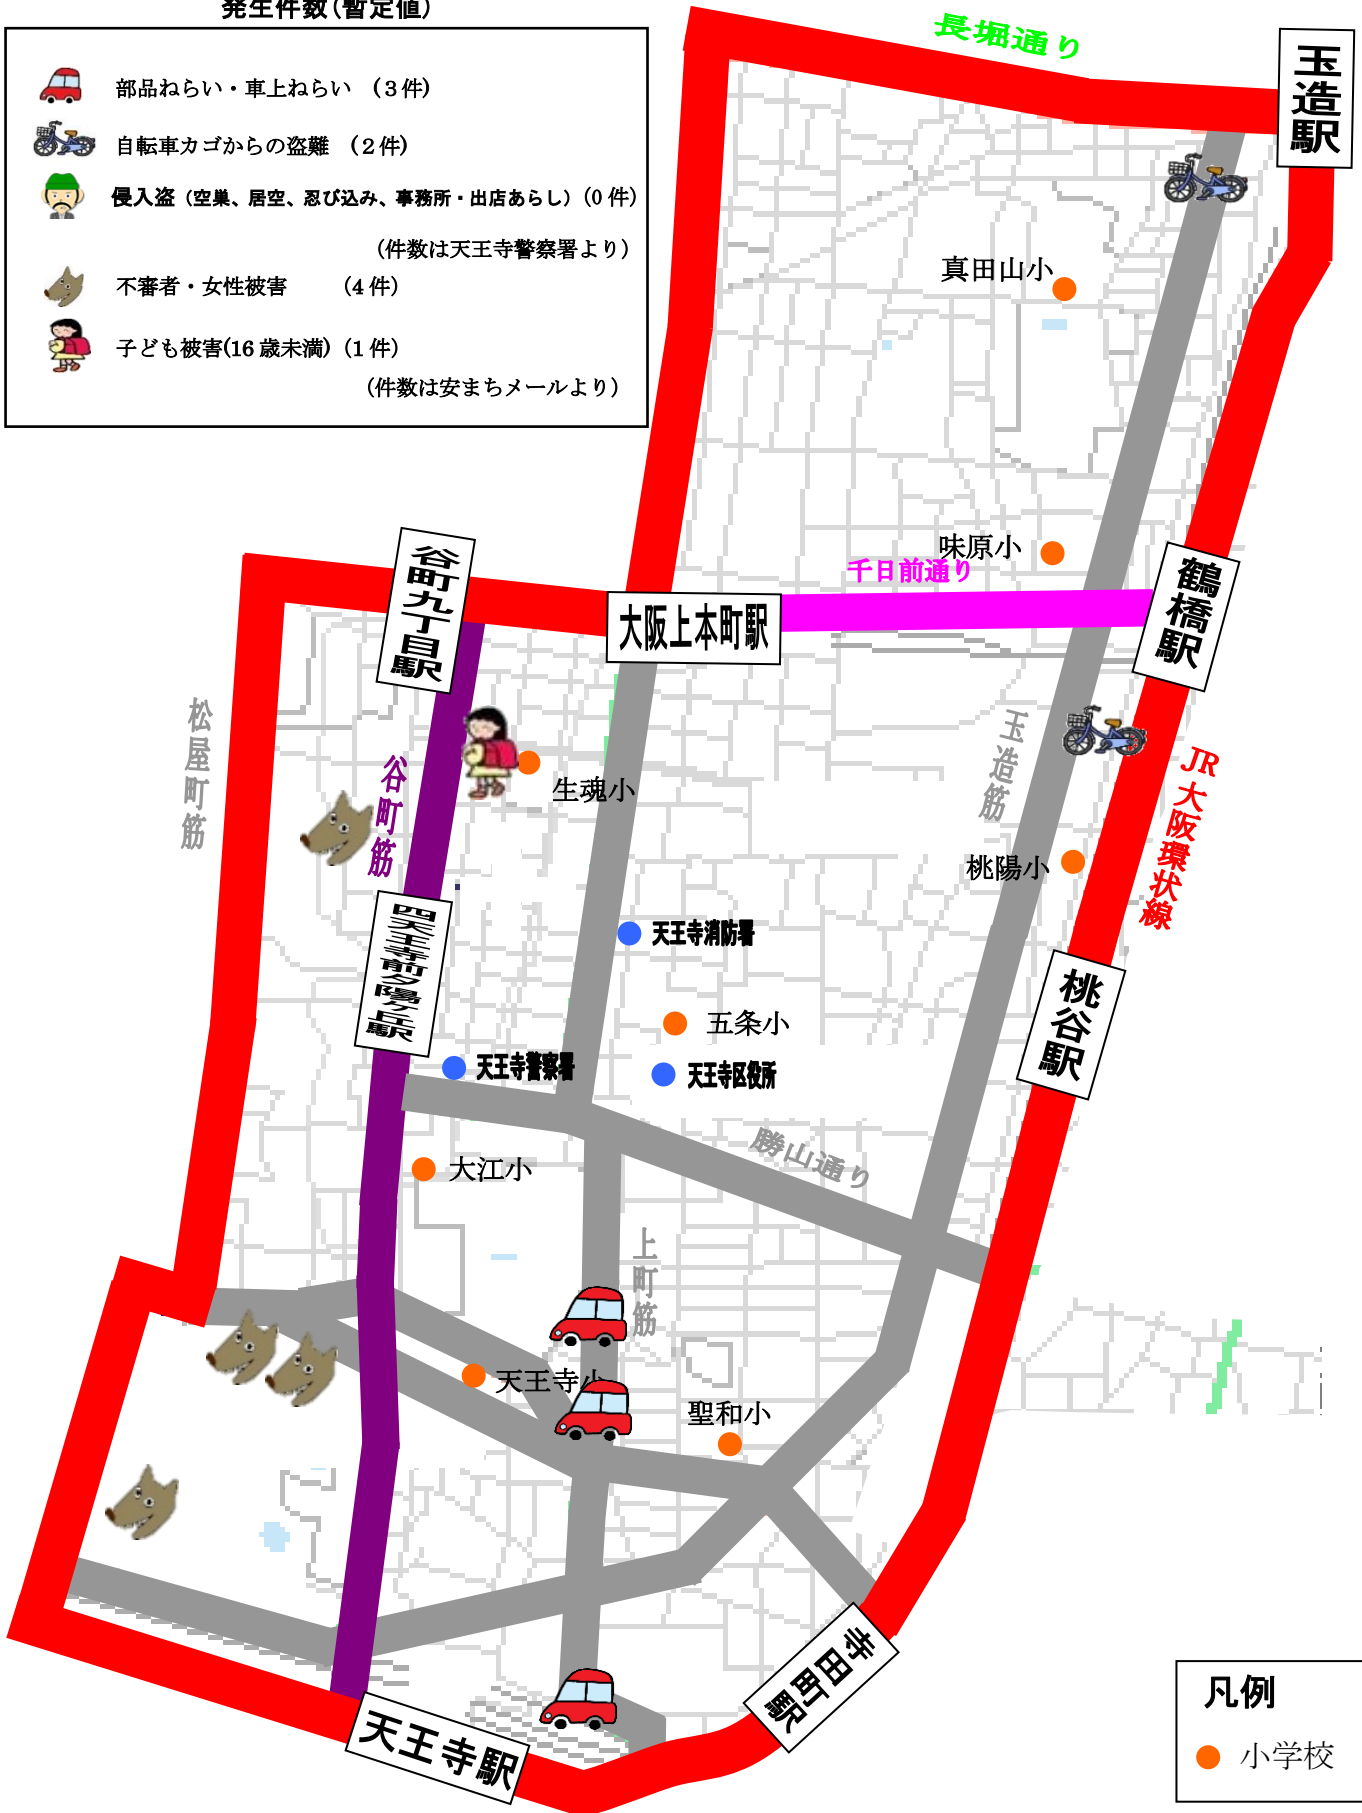 発生件数(暫定値)
部品ねらい・車上ねらい (3件)
自転車カゴからの盗難 (2件)
侵入盗(空巣、居空、忍び込み、事務所・出店あらし)(0件)
(件数は天王寺警察署より)
不審者・女性被害 (4件)
子ども被害(16歳未満)(1件)
(件数は安まちメールより)
長堀通り
玉造駅
真田山小
味原小
千日前通り
鶴橋駅
谷町九丁目駅
大阪上本町駅
松屋町筋
谷町筋
生魂小
玉造筋
JR大阪環状線
桃陽小
四天王寺前夕陽ケ丘駅
天王寺消防署
五条小
天王寺警察署
天王寺区役所
桃谷駅
勝山通り
大江小
上町筋
天王寺小
聖和小
寺田町駅
天王寺駅
凡例
小学校